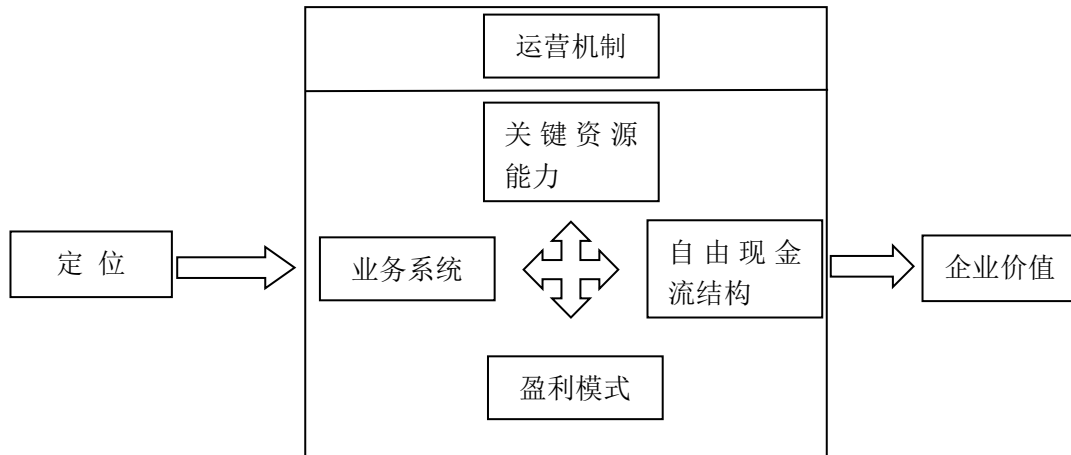 运营机制
关键资源
能力
定 位
业务系统
自由现金
流结构
企业价值
盈利模式